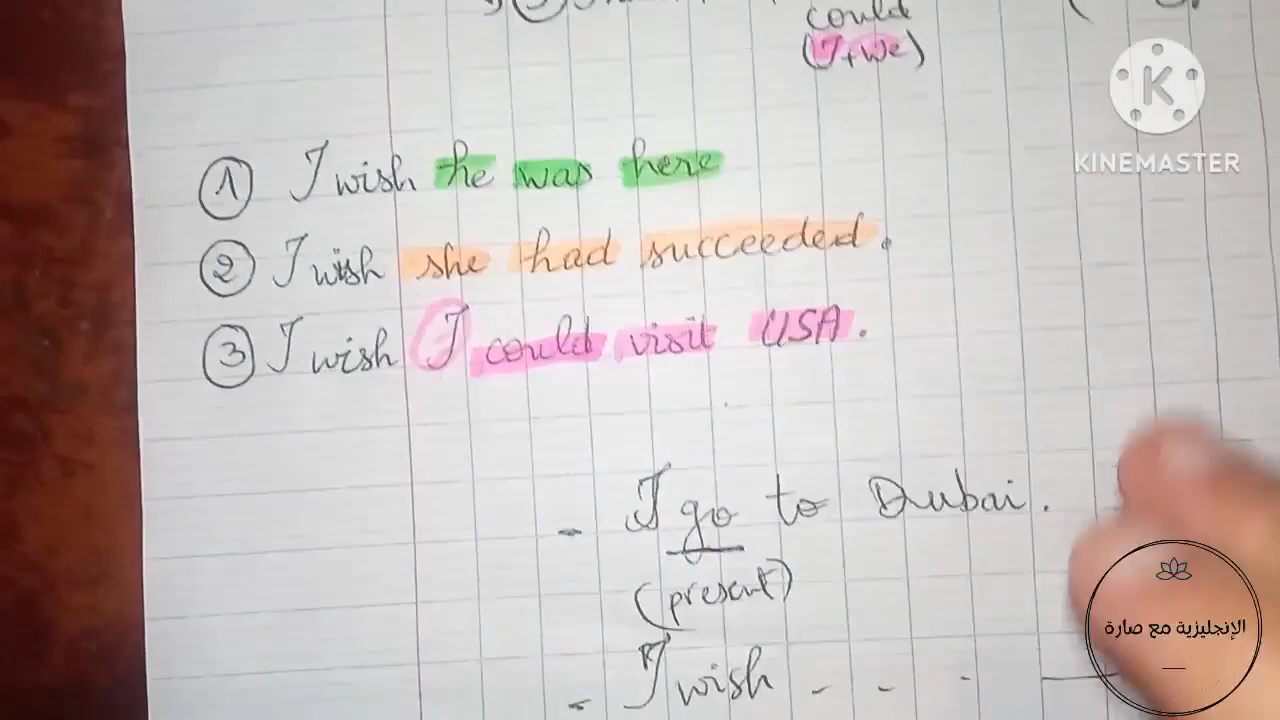 could
(I+We)
① I wish he was here
② I wish she had succeeded.
③ I wish I could visit USA.
- I go to Dubai.
(present)
- I wish - - -
K
KINEMASTER
الإنجليزية مع صارة